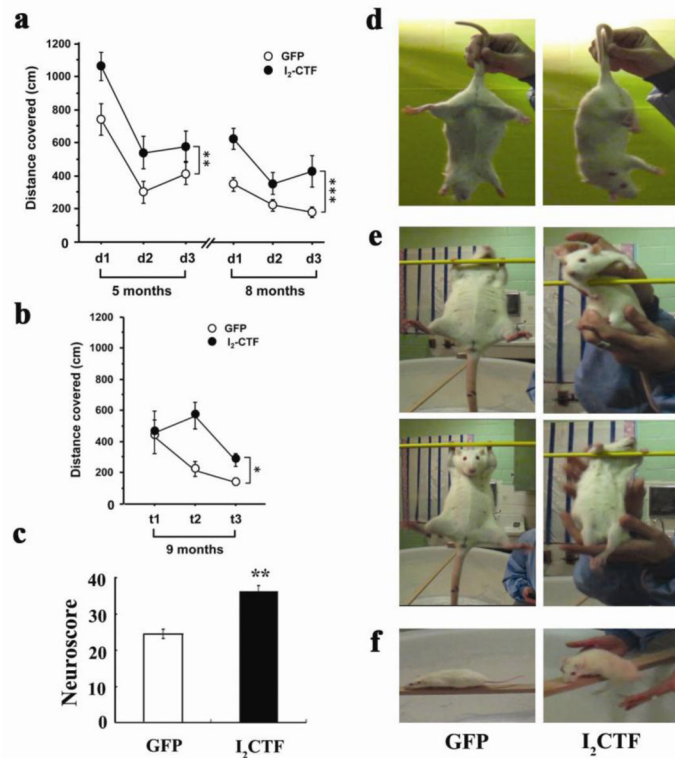 a
1200
1000
800
600
400
200
0
Distance covered (cm)
GFP
I₂-CTF
**
***
d1 d2 d3 d1 d2 d3
5 months 8 months
b
1200
1000
800
600
400
200
0
Distance covered (cm)
GFP
I₂-CTF
*
t1 t2 t3
9 months
c
40
30
20
10
0
Neuroscore
**
GFP I₂CTF
d
e
f
GFP I₂CTF